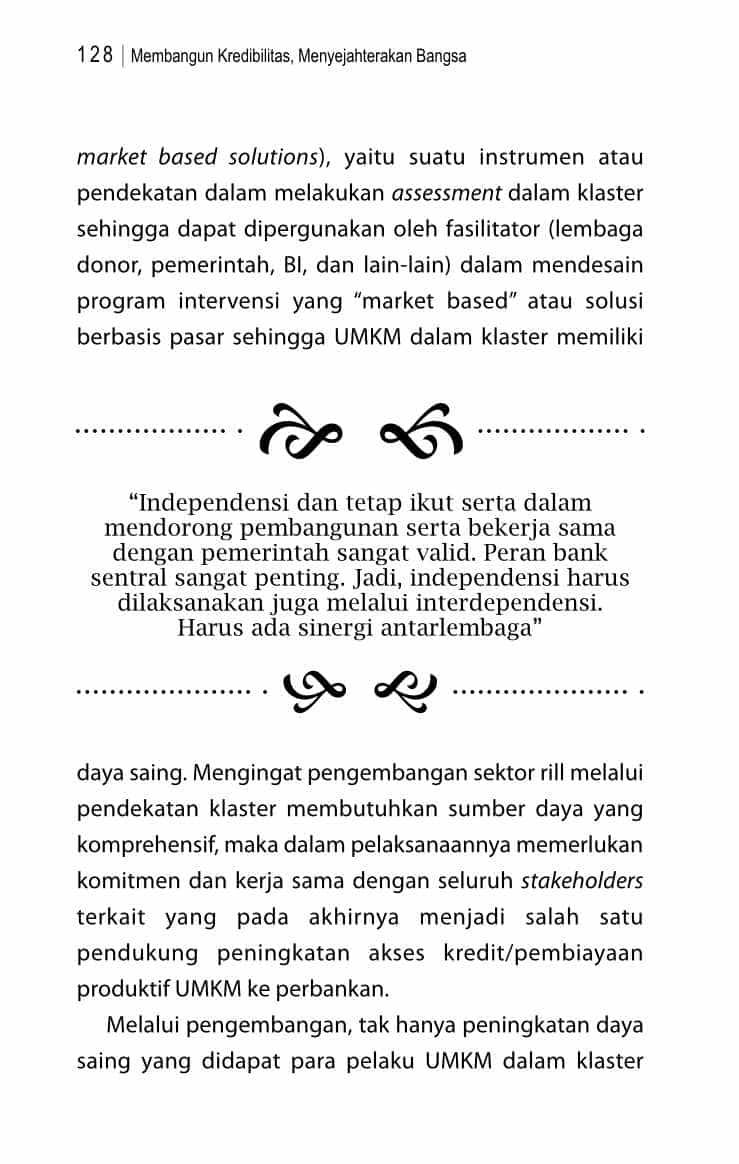 128 | Membangun Kredibilitas, Menyejahterakan Bangsa
market based solutions), yaitu suatu instrumen atau
pendekatan dalam melakukan assessment dalam klaster
sehingga dapat dipergunakan oleh fasilitator (lembaga
donor, pemerintah, BI, dan lain-lain) dalam mendesain
program intervensi yang “market based” atau solusi
berbasis pasar sehingga UMKM dalam klaster memiliki
“Independensi dan tetap ikut serta dalam
mendorong pembangunan serta bekerja sama
dengan pemerintah sangat valid. Peran bank
sentral sangat penting. Jadi, independensi harus
dilaksanakan juga melalui interdependensi.
Harus ada sinergi antarlembaga”
daya saing. Mengingat pengembangan sektor rill melalui
pendekatan klaster membutuhkan sumber daya yang
komprehensif, maka dalam pelaksanaannya memerlukan
komitmen dan kerja sama dengan seluruh stakeholders
terkait yang pada akhirnya menjadi salah satu
pendukung peningkatan akses kredit/pembiayaan
produktif UMKM ke perbankan.
Melalui pengembangan, tak hanya peningkatan daya
saing yang didapat para pelaku UMKM dalam klaster